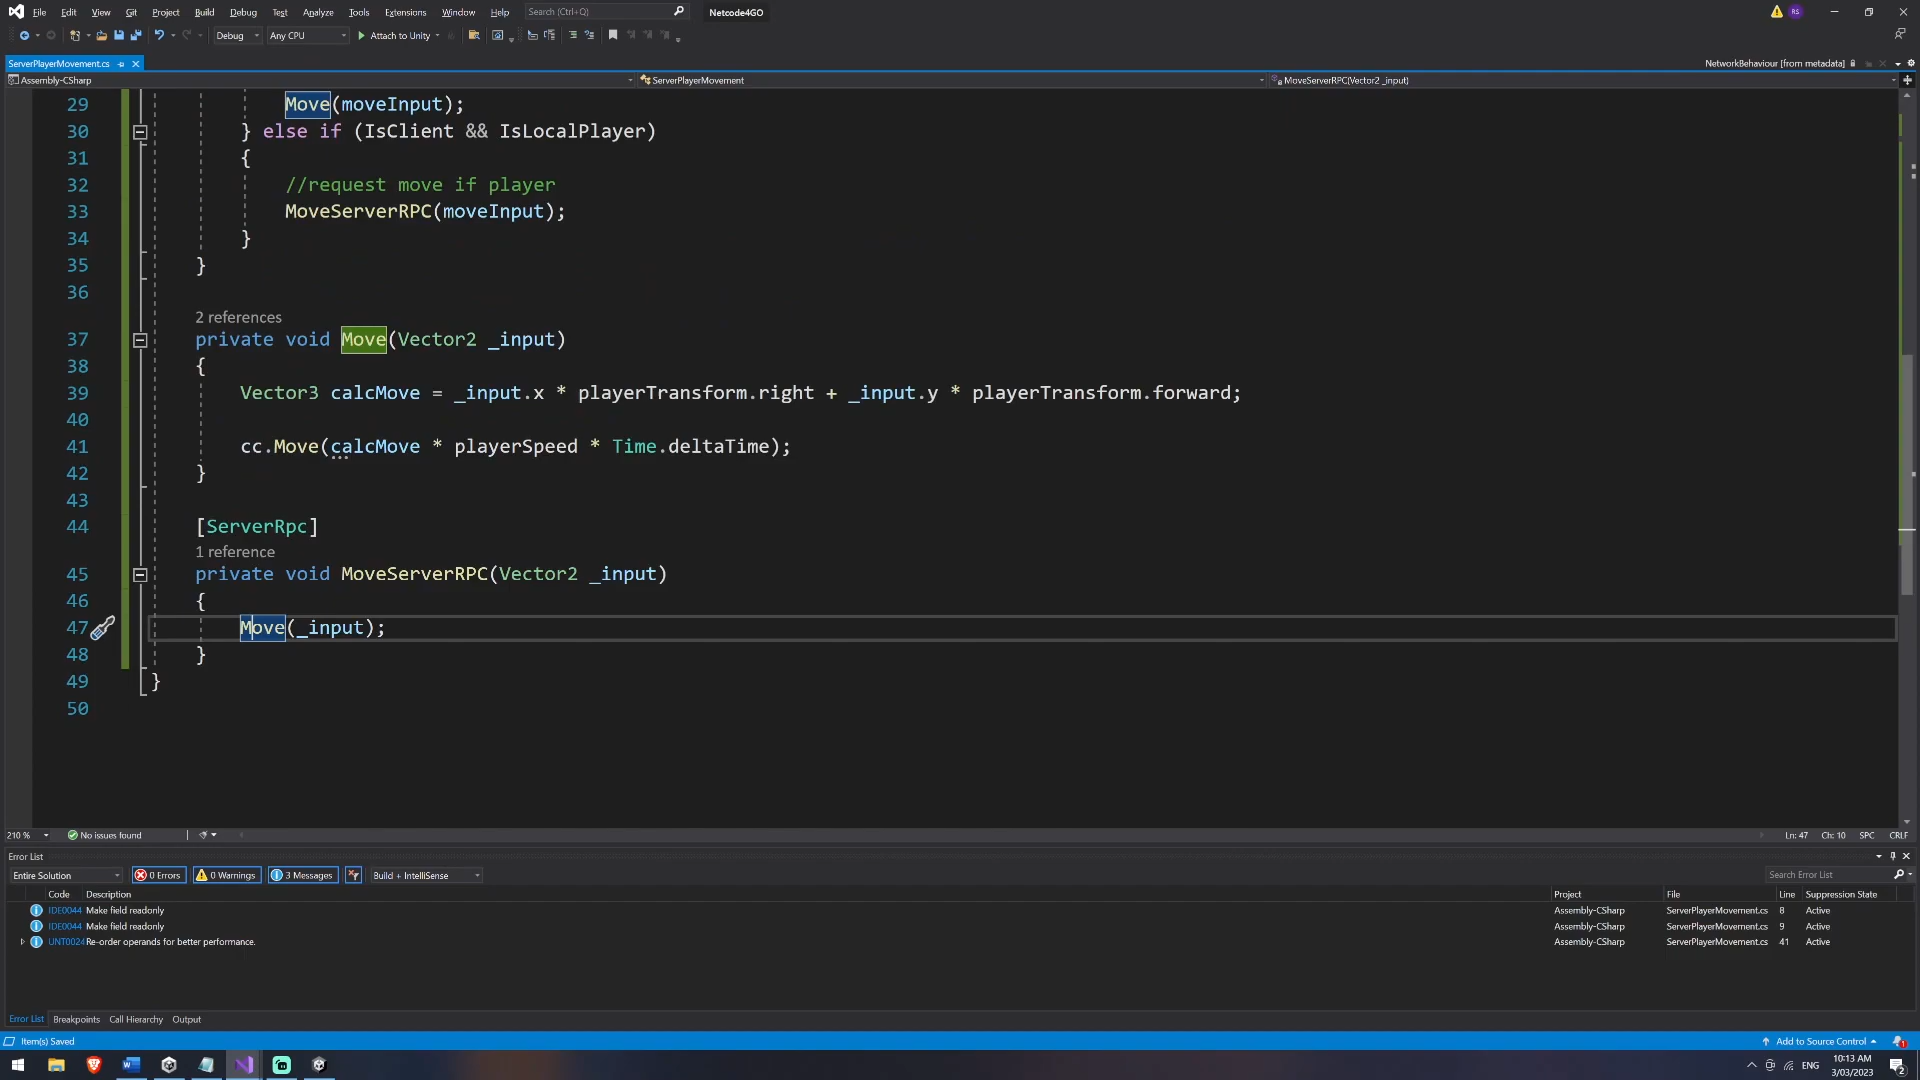 File Edit View Git Project Build Debug Test Analyze Tools Extensions Window Help Search (Ctrl+Q) Netcode4GO RS
Debug Any CPU Attach to Unity
ServerPlayerMovement.cs NetworkBehaviour [from metadata]
Assembly-CSharp ServerPlayerMovement MoveServerRPC(Vector2 _input)
29 Move(moveInput);
30 } else if (IsClient && IsLocalPlayer)
31 {
32 //request move if player
33 MoveServerRPC(moveInput);
34 }
35 }
36
2 references
37 private void Move(Vector2 _input)
38 {
39 Vector3 calcMove = _input.x * playerTransform.right + _input.y * playerTransform.forward;
40
41 cc.Move(calcMove * playerSpeed * Time.deltaTime);
42 }
43
44 [ServerRpc]
1 reference
45 private void MoveServerRPC(Vector2 _input)
46 {
47 Move(_input);
48 }
49 }
50
210 % No issues found Ln: 47 Ch: 10 SPC CRLF
Error List
Entire Solution 0 Errors 0 Warnings 3 Messages Build + IntelliSense Search Error List
Code Description Project File Line Suppression State
IDE0044 Make field readonly Assembly-CSharp ServerPlayerMovement.cs 8 Active
IDE0044 Make field readonly Assembly-CSharp ServerPlayerMovement.cs 9 Active
UNT0024 Re-order operands for better performance. Assembly-CSharp ServerPlayerMovement.cs 41 Active
Error List Breakpoints Call Hierarchy Output
Item(s) Saved Add to Source Control 1
ENG 10:13 AM
3/03/2023 2